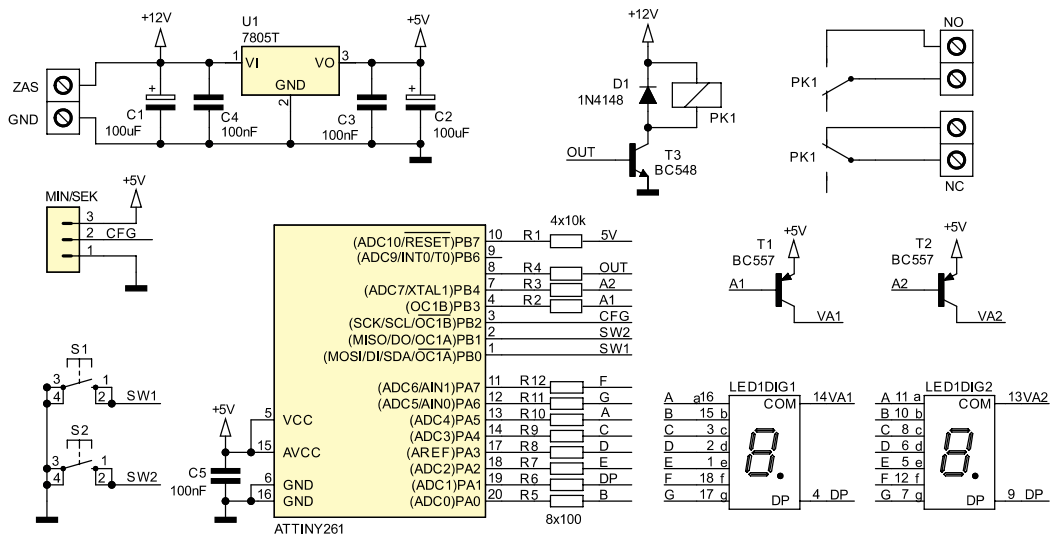 +12V
U1
7805T
+5V
1 VI VO 3
GND
2
ZAS
GND
C1
100uF
C4
100nF
C3
100nF
C2
100uF
+
+
+12V
D1
1N4148
PK1
OUT
T3
BC548
NO
PK1
PK1
NC
MIN/SEK
+5V
3
2 CFG
1
4x10k
(ADC10/RESET)PB7 10 R1 5V
(ADC9/INT0/T0)PB6 9
8 R4 OUT
(ADC7/XTAL1)PB4 7 R3 A2
(OC1B)PB3 4 R2 A1
(SCK/SCL/OC1B)PB2 3 CFG
(MISO/DO/OC1A)PB1 2 SW2
(MOSI/DI/SDA/OC1A)PB0 1 SW1
(ADC6/AIN1)PA7 11 R12 F
(ADC5/AIN0)PA6 12 R11 G
(ADC4)PA5 13 R10 A
(ADC3)PA4 14 R9 C
(AREF)PA3 17 R8 D
(ADC2)PA2 18 R7 E
(ADC1)PA1 19 R6 DP
(ADC0)PA0 20 R5 B
8x100
5 VCC
15 AVCC
6 GND
16 GND
ATTINY261
+5V
C5
100nF
S1
3 1
4 2 SW1
S2
3 1
4 2 SW2
T1 +5V
BC557
A1
VA1
T2 +5V
BC557
A2
VA2
LED1DIG1
A a16 COM 14 VA1
B 15 b
C 3 c
D 2 d
E 1 e
F 18 f
G 17 g DP 4 DP
LED1DIG2
A 11 a COM 13 VA2
B 10 b
C 8 c
D 6 d
E 5 e
F 12 f
G 7 g DP 9 DP